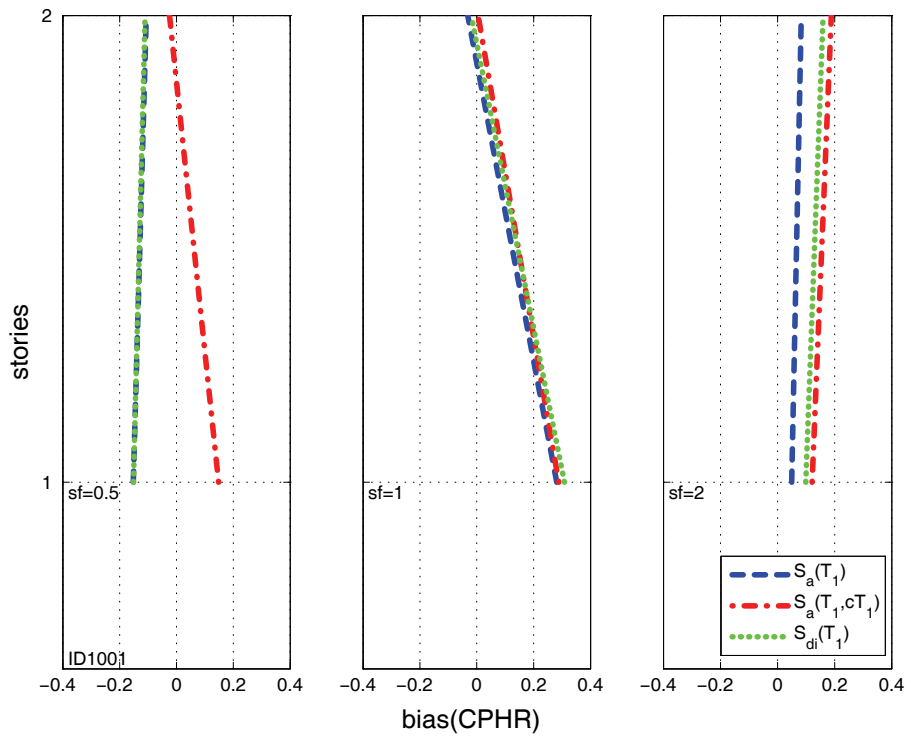 2
stories
1
sf=0.5
sf=1
sf=2
S_a(T_1)
S_a(T_1,cT_1)
S_di(T_1)
ID1001
−0.4 −0.2 0 0.2 0.4
−0.4 −0.2 0 0.2 0.4
−0.4 −0.2 0 0.2 0.4
bias(CPHR)